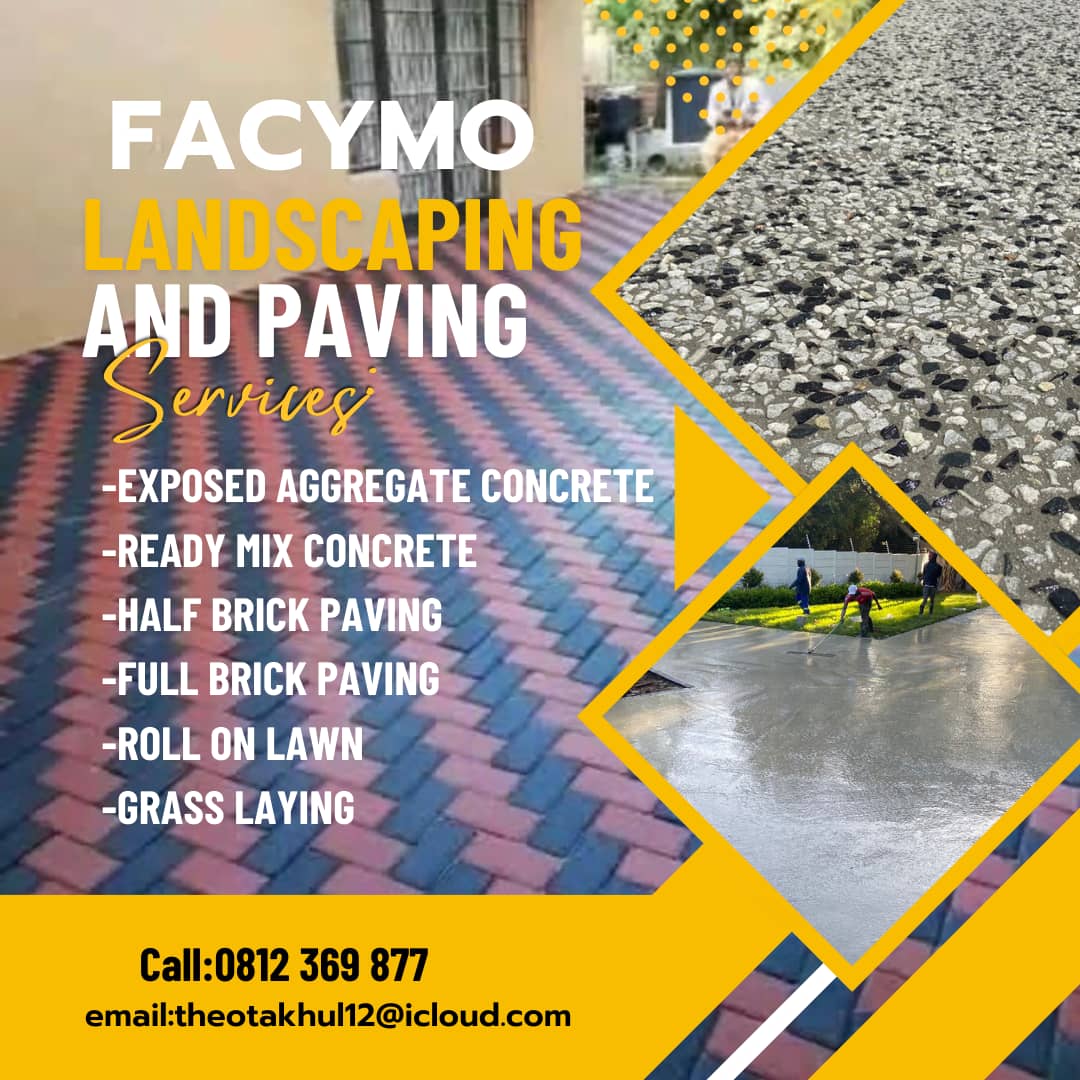 FACYMO
LANDSCAPING
AND PAVING
Services
-EXPOSED AGGREGATE CONCRETE
-READY MIX CONCRETE
-HALF BRICK PAVING
-FULL BRICK PAVING
-ROLL ON LAWN
-GRASS LAYING
Call:0812 369 877
email:theotakhul12@icloud.com